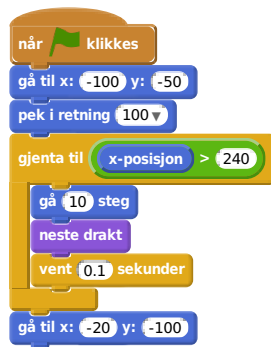 når klikkes
gå til x: -100 y: -50
pek i retning 100▼
gjenta til x-posisjon > 240
gå 10 steg
neste drakt
vent 0.1 sekunder
gå til x: -20 y: -100